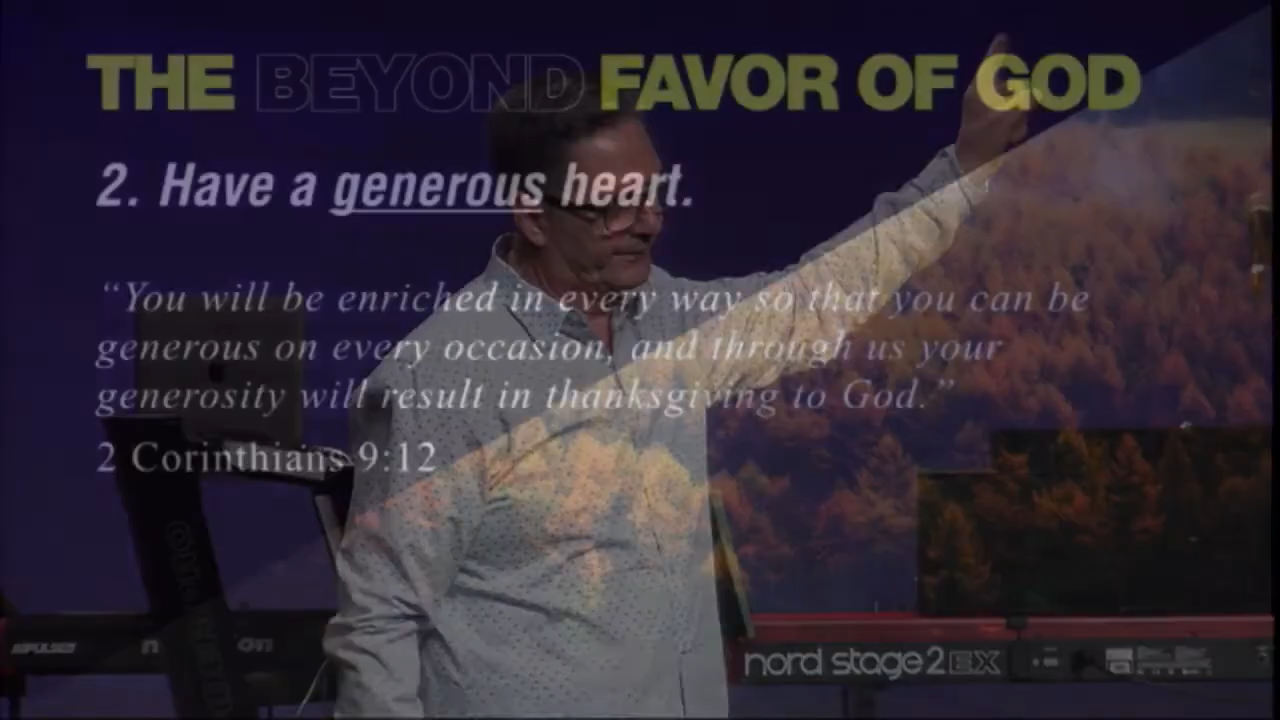 THE BEYOND FAVOR OF GOD
2. Have a generous heart.
“You will be enriched in every way so that you can be
generous on every occasion, and through us your
generosity will result in thanksgiving to God.”
2 Corinthians 9:12
nord stage 2 EX